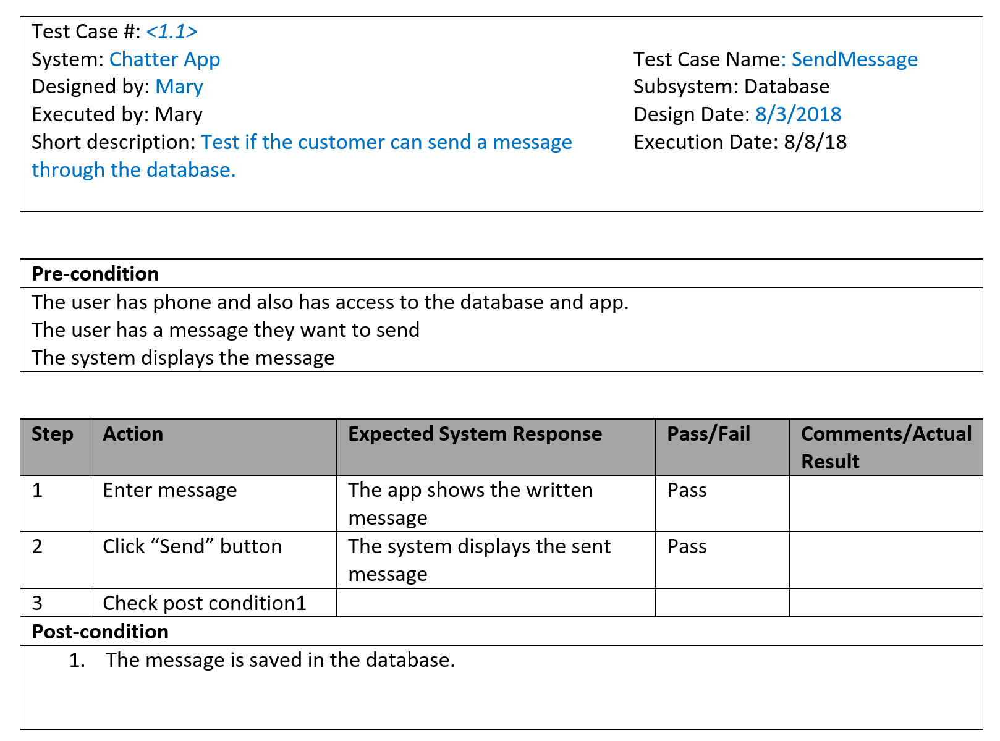 Test Case #: <1.1>
System: Chatter App
Designed by: Mary
Executed by: Mary
Short description: Test if the customer can send a message
through the database.
Test Case Name: SendMessage
Subsystem: Database
Design Date: 8/3/2018
Execution Date: 8/8/18
Pre-condition
The user has phone and also has access to the database and app.
The user has a message they want to send
The system displays the message
Step Action Expected System Response Pass/Fail Comments/Actual
Result
1 Enter message The app shows the written Pass
message
2 Click “Send” button The system displays the sent Pass
message
3 Check post condition1
Post-condition
1. The message is saved in the database.